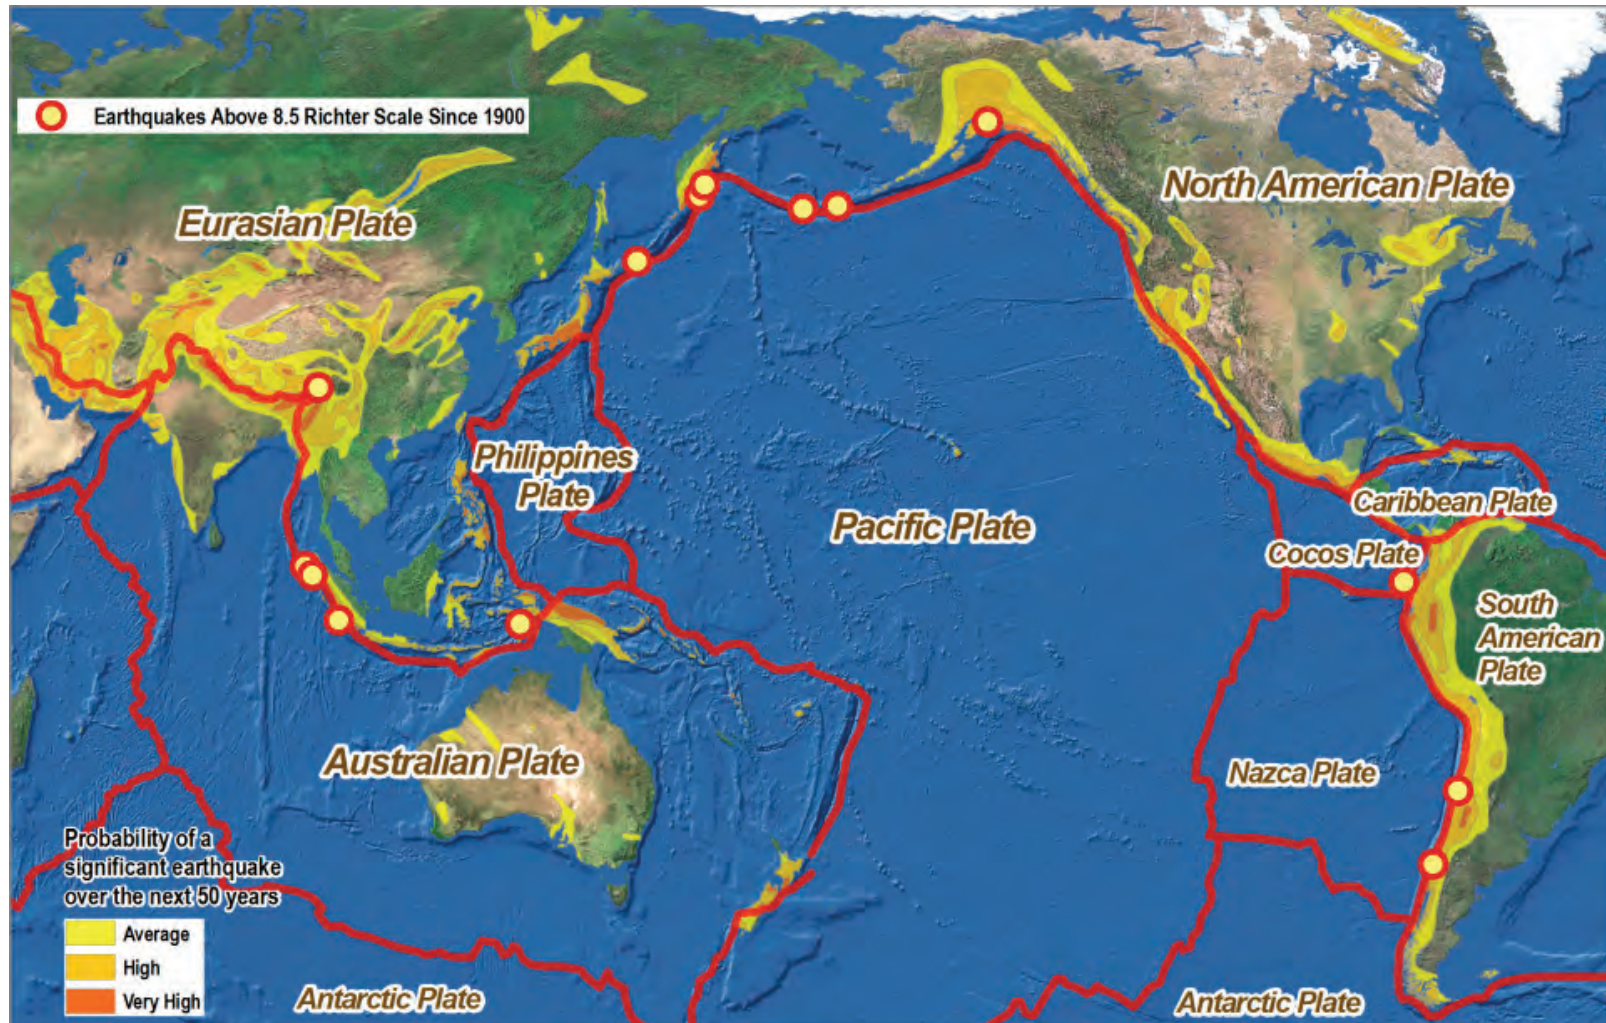 Earthquakes Above 8.5 Richter Scale Since 1900
North American Plate
Eurasian Plate
Philippines
Plate
Pacific Plate
Caribbean Plate
Cocos Plate
South
American
Plate
Australian Plate
Nazca Plate
Probability of a
significant earthquake
over the next 50 years
Average
High
Very High
Antarctic Plate
Antarctic Plate